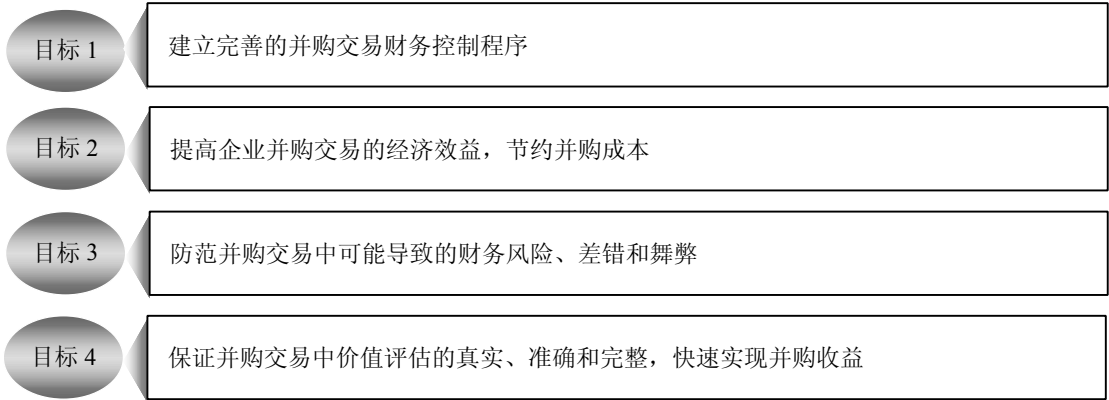 目标 1
建立完善的并购交易财务控制程序
目标 2
提高企业并购交易的经济效益，节约并购成本
目标 3
防范并购交易中可能导致的财务风险、差错和舞弊
目标 4
保证并购交易中价值评估的真实、准确和完整，快速实现并购收益